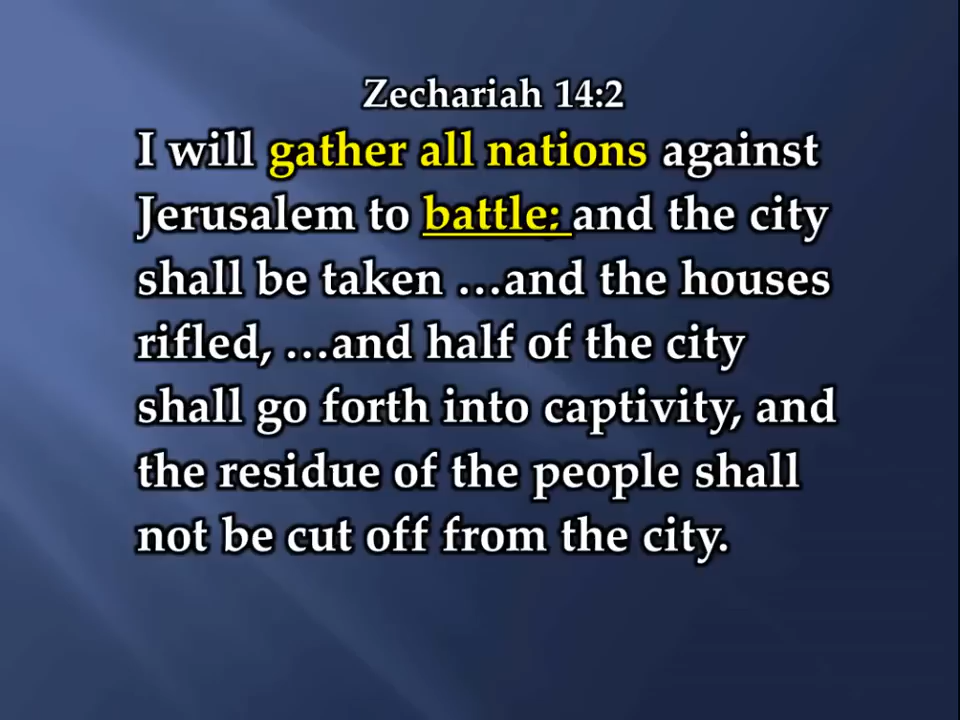 Zechariah 14:2
I will gather all nations against
Jerusalem to battle; and the city
shall be taken …and the houses
rifled, …and half of the city
shall go forth into captivity, and
the residue of the people shall
not be cut off from the city.